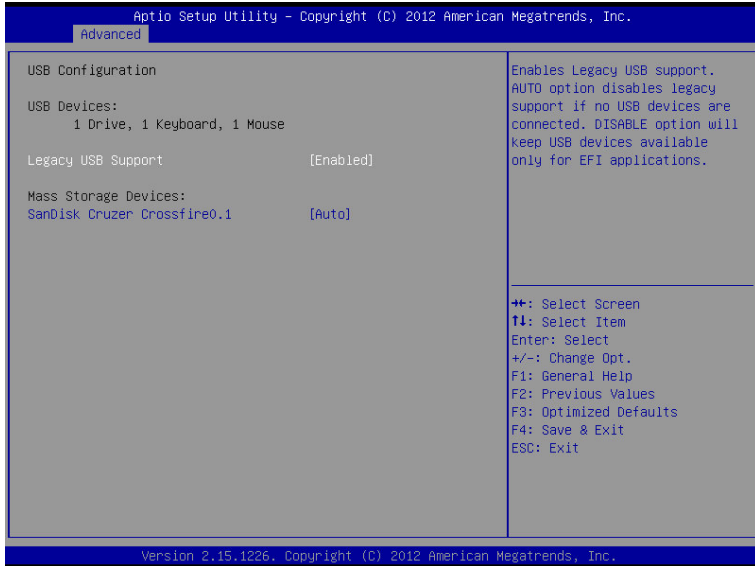 Aptio Setup Utility – Copyright (C) 2012 American Megatrends, Inc.
Advanced
USB Configuration
USB Devices:
1 Drive, 1 Keyboard, 1 Mouse
Legacy USB Support [Enabled]
Mass Storage Devices:
SanDisk Cruzer Crossfire0.1 [Auto]
Enables Legacy USB support.
AUTO option disables legacy
support if no USB devices are
connected. DISABLE option will
keep USB devices available
only for EFI applications.
→←: Select Screen
↑↓: Select Item
Enter: Select
+/-: Change Opt.
F1: General Help
F2: Previous Values
F3: Optimized Defaults
F4: Save & Exit
ESC: Exit
Version 2.15.1226. Copyright (C) 2012 American Megatrends, Inc.